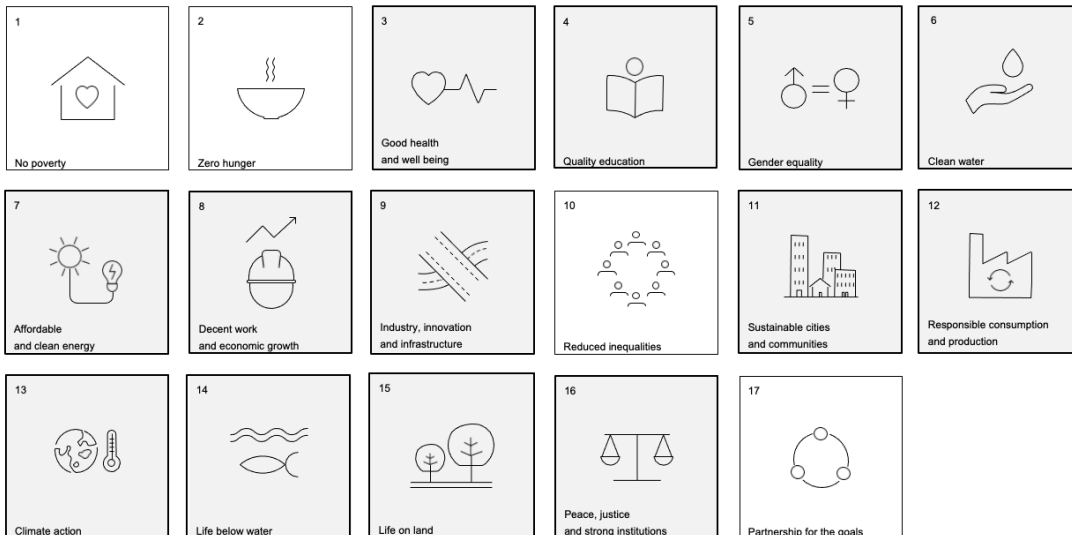 1
No poverty
2
Zero hunger
3
Good health
and well being
4
Quality education
5
Gender equality
6
Clean water
7
Affordable
and clean energy
8
Decent work
and economic growth
9
Industry, innovation
and infrastructure
10
Reduced inequalities
11
Sustainable cities
and communities
12
Responsible consumption
and production
13
Climate action
14
Life below water
15
Life on land
16
Peace, justice
and strong institutions
17
Partnership for the goals